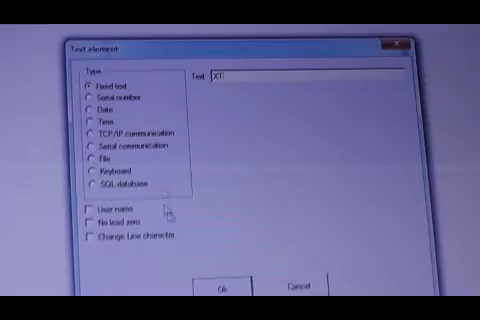 Text element
Type
Text XT
Fixed text
Serial number
Date
Time
TCP/IP communication
Serial communication
File
Keyboard
SQL database
User name
No lead zero
Change Line character
Ok
Cancel